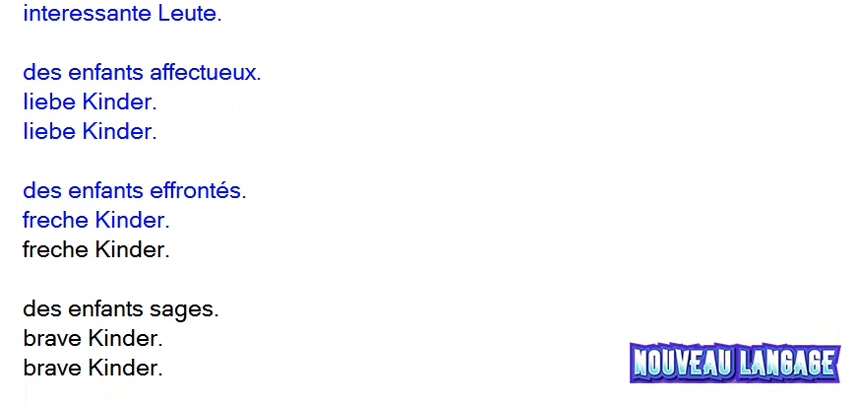 interessante Leute.
des enfants affectueux.
liebe Kinder.
liebe Kinder.
des enfants effrontés.
freche Kinder.
freche Kinder.
des enfants sages.
brave Kinder.
brave Kinder.
NOUVEAU LANGAGE